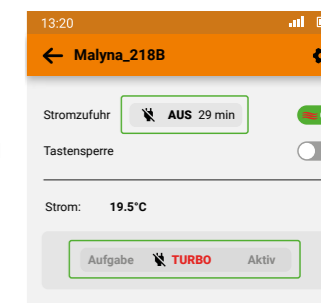 13:20
Malyna_218B
Stromzufuhr AUS 29 min
Tastensperre
Strom: 19.5°C
Aufgabe TURBO Aktiv